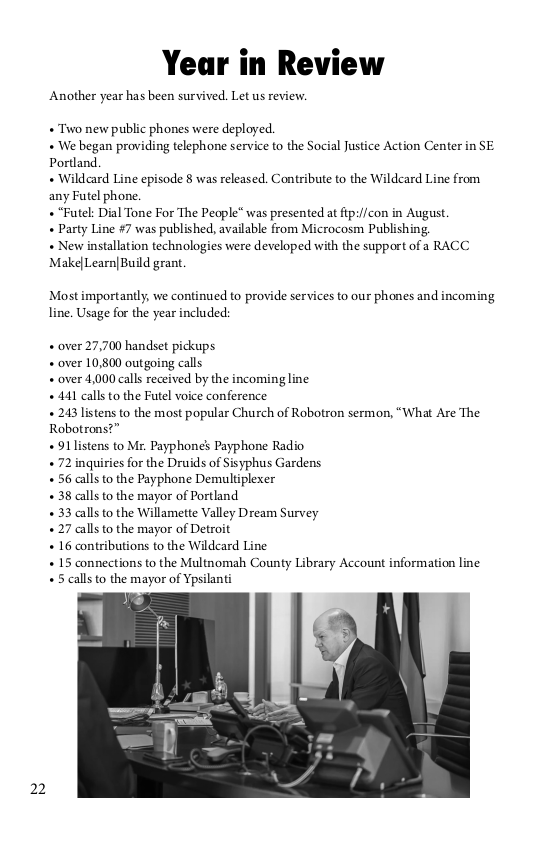 Year in Review
Another year has been survived. Let us review.
• Two new public phones were deployed.
• We began providing telephone service to the Social Justice Action Center in SE
Portland.
• Wildcard Line episode 8 was released. Contribute to the Wildcard Line from
any Futel phone.
• “Futel: Dial Tone For The People“ was presented at ftp://con in August.
• Party Line #7 was published, available from Microcosm Publishing.
• New installation technologies were developed with the support of a RACC
Make|Learn|Build grant.
Most importantly, we continued to provide services to our phones and incoming
line. Usage for the year included:
• over 27,700 handset pickups
• over 10,800 outgoing calls
• over 4,000 calls received by the incoming line
• 441 calls to the Futel voice conference
• 243 listens to the most popular Church of Robotron sermon, “What Are The
Robotrons?”
• 91 listens to Mr. Payphone’s Payphone Radio
• 72 inquiries for the Druids of Sisyphus Gardens
• 56 calls to the Payphone Demultiplexer
• 38 calls to the mayor of Portland
• 33 calls to the Willamette Valley Dream Survey
• 27 calls to the mayor of Detroit
• 16 contributions to the Wildcard Line
• 15 connections to the Multnomah County Library Account information line
• 5 calls to the mayor of Ypsilanti
22